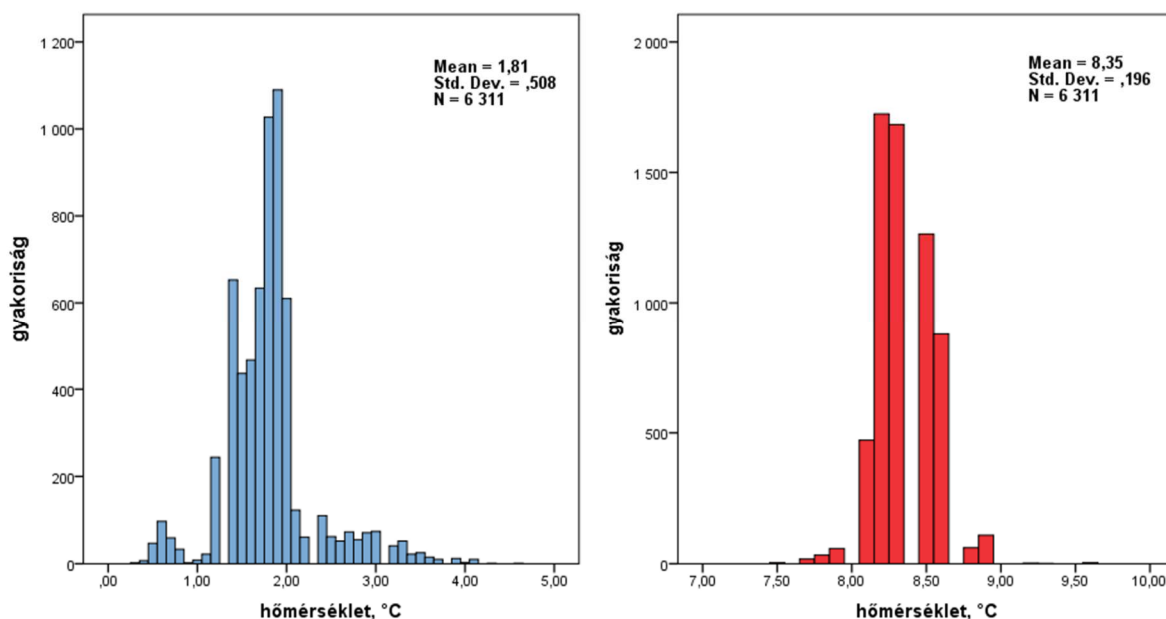 1 200
1 000
800
600
400
200
0
gyakoriság
Mean = 1,81
Std. Dev. = ,508
N = 6 311
,00 1,00 2,00 3,00 4,00 5,00
hőmérséklet, °C
2 000
1 500
1 000
500
0
gyakoriság
Mean = 8,35
Std. Dev. = ,196
N = 6 311
7,00 7,50 8,00 8,50 9,00 9,50 10,00
hőmérséklet, °C